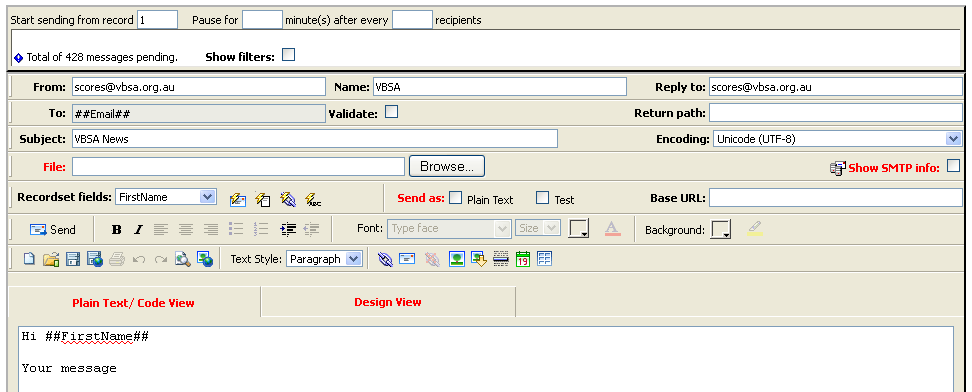 Start sending from record 1 Pause for minute(s) after every recipients
Total of 428 messages pending. Show filters:
From: scores@vbsa.org.au Name: VBSA Reply to: scores@vbsa.org.au
To: ##Email## Validate: Return path:
Subject: VBSA News Encoding: Unicode (UTF-8)
File: Browse... Show SMTP info:
Recordset fields: FirstName ABC Send as: Plain Text Test Base URL:
Send B I Font: Type face Size A Background:
Text Style: Paragraph 19
Plain Text/ Code View Design View
Hi ##FirstName##
Your message